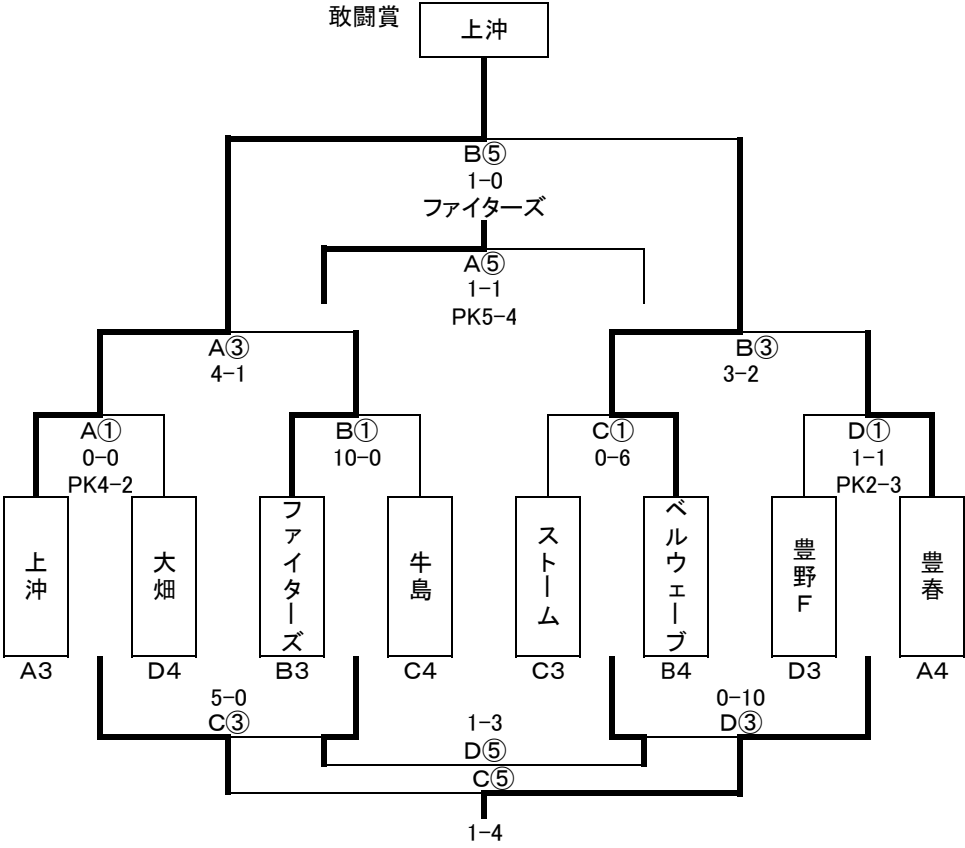 敢闘賞
上沖
B⑤
1-0
ファイターズ
A⑤
1-1
PK5-4
A③
4-1
B③
3-2
A①
0-0
PK4-2
B①
10-0
C①
0-6
D①
1-1
PK2-3
上沖
大畑
ファイターズ
牛島
ストーム
ベルウェーブ
豊野F
豊春
A3
D4
B3
C4
C3
B4
D3
A4
5-0
C③
0-10
D③
1-3
D⑤
C⑤
1-4